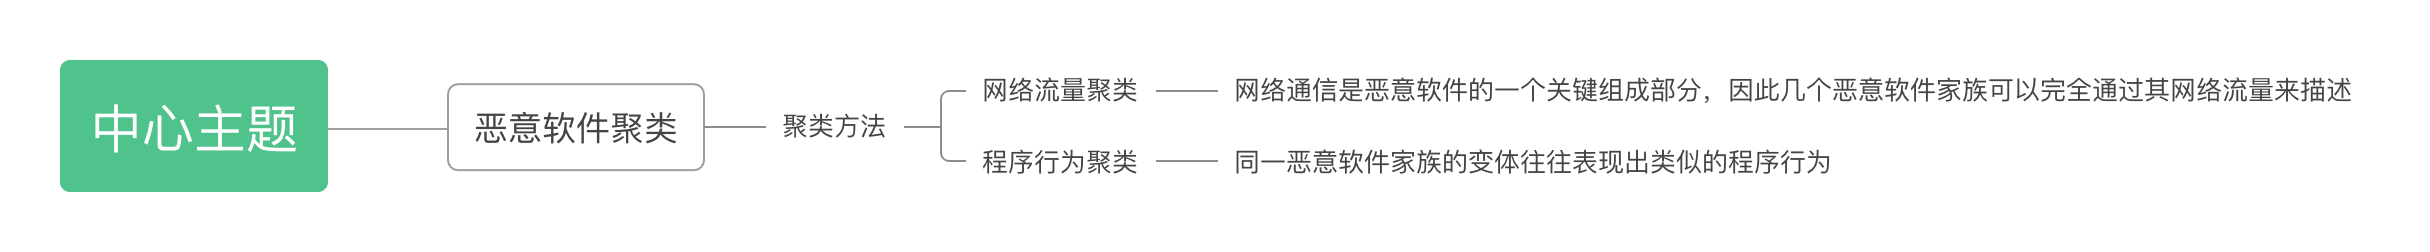 中心主题
恶意软件聚类
聚类方法
网络流量聚类
网络通信是恶意软件的一个关键组成部分，因此几个恶意软件家族可以完全通过其网络流量来描述
程序行为聚类
同一恶意软件家族的变体往往表现出类似的程序行为